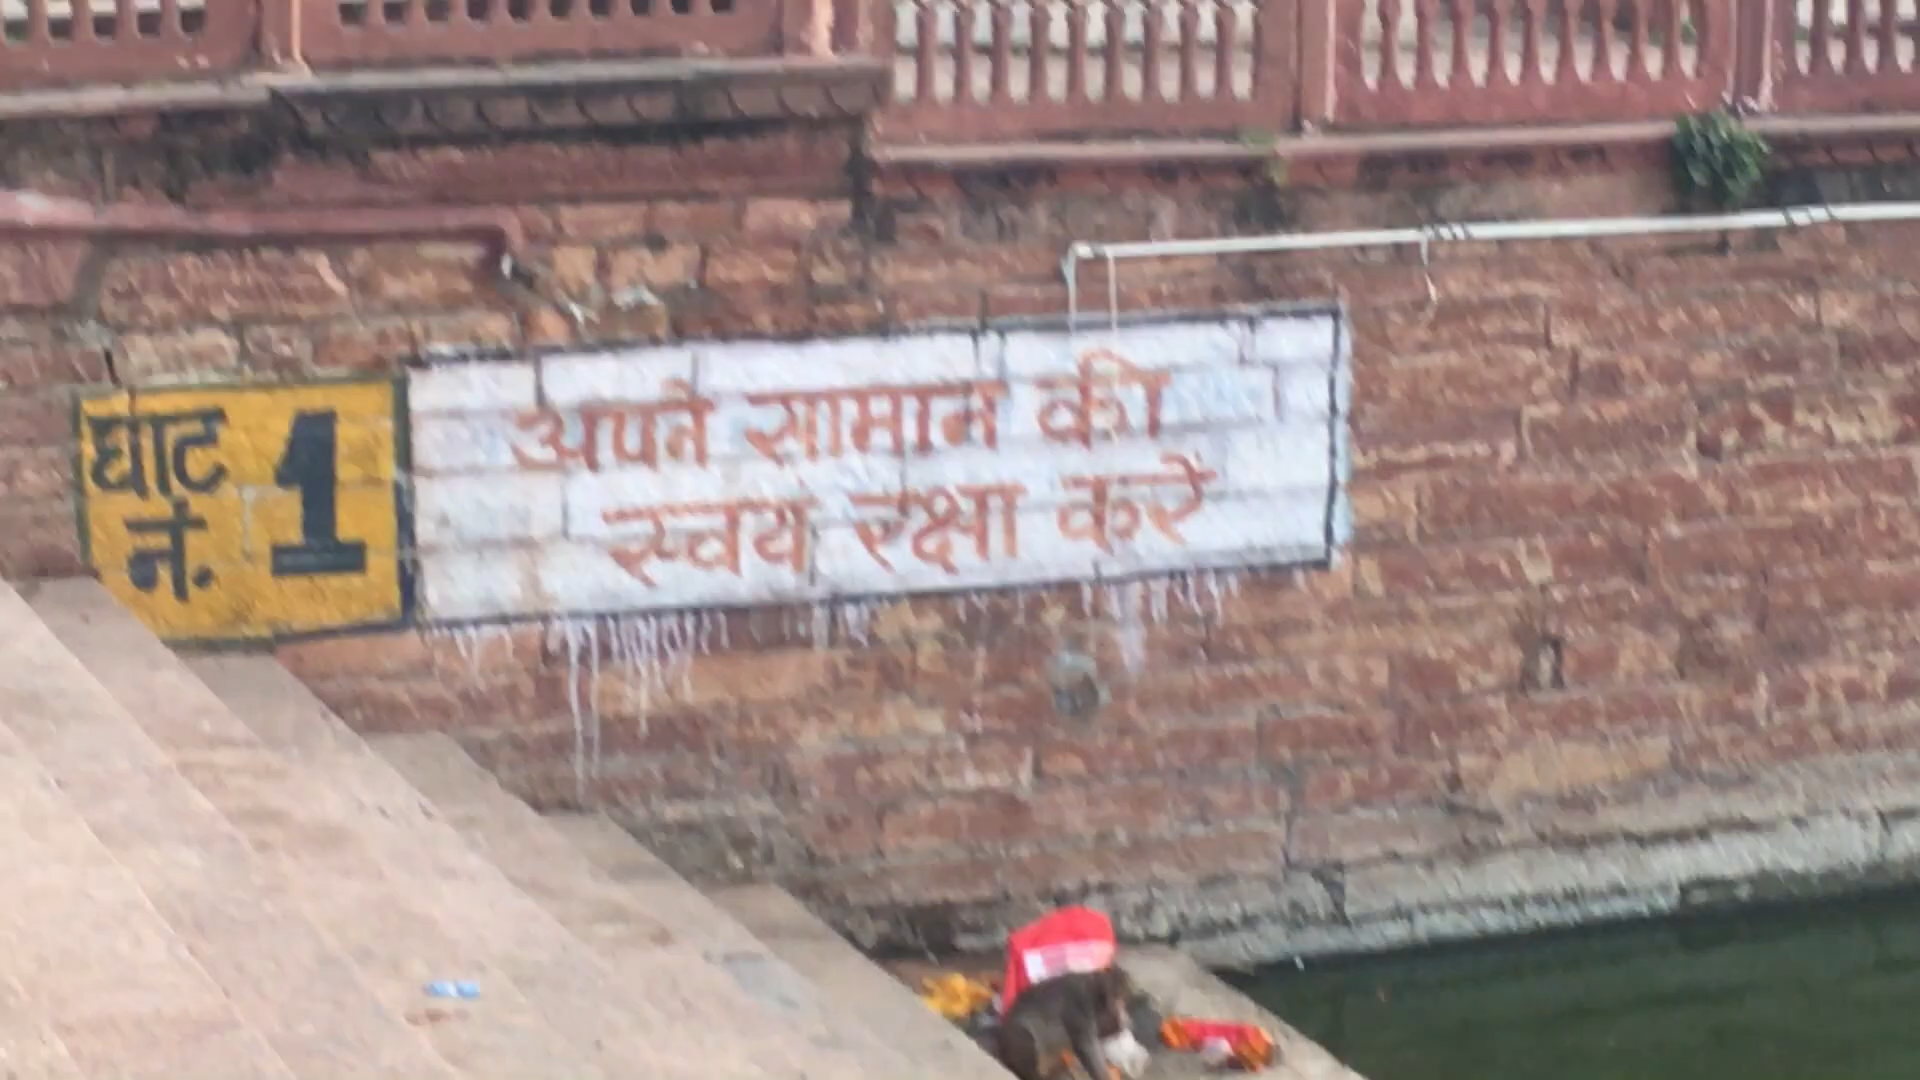 घाट
नं.
1
अपने सामान की
स्वय रक्षा करें